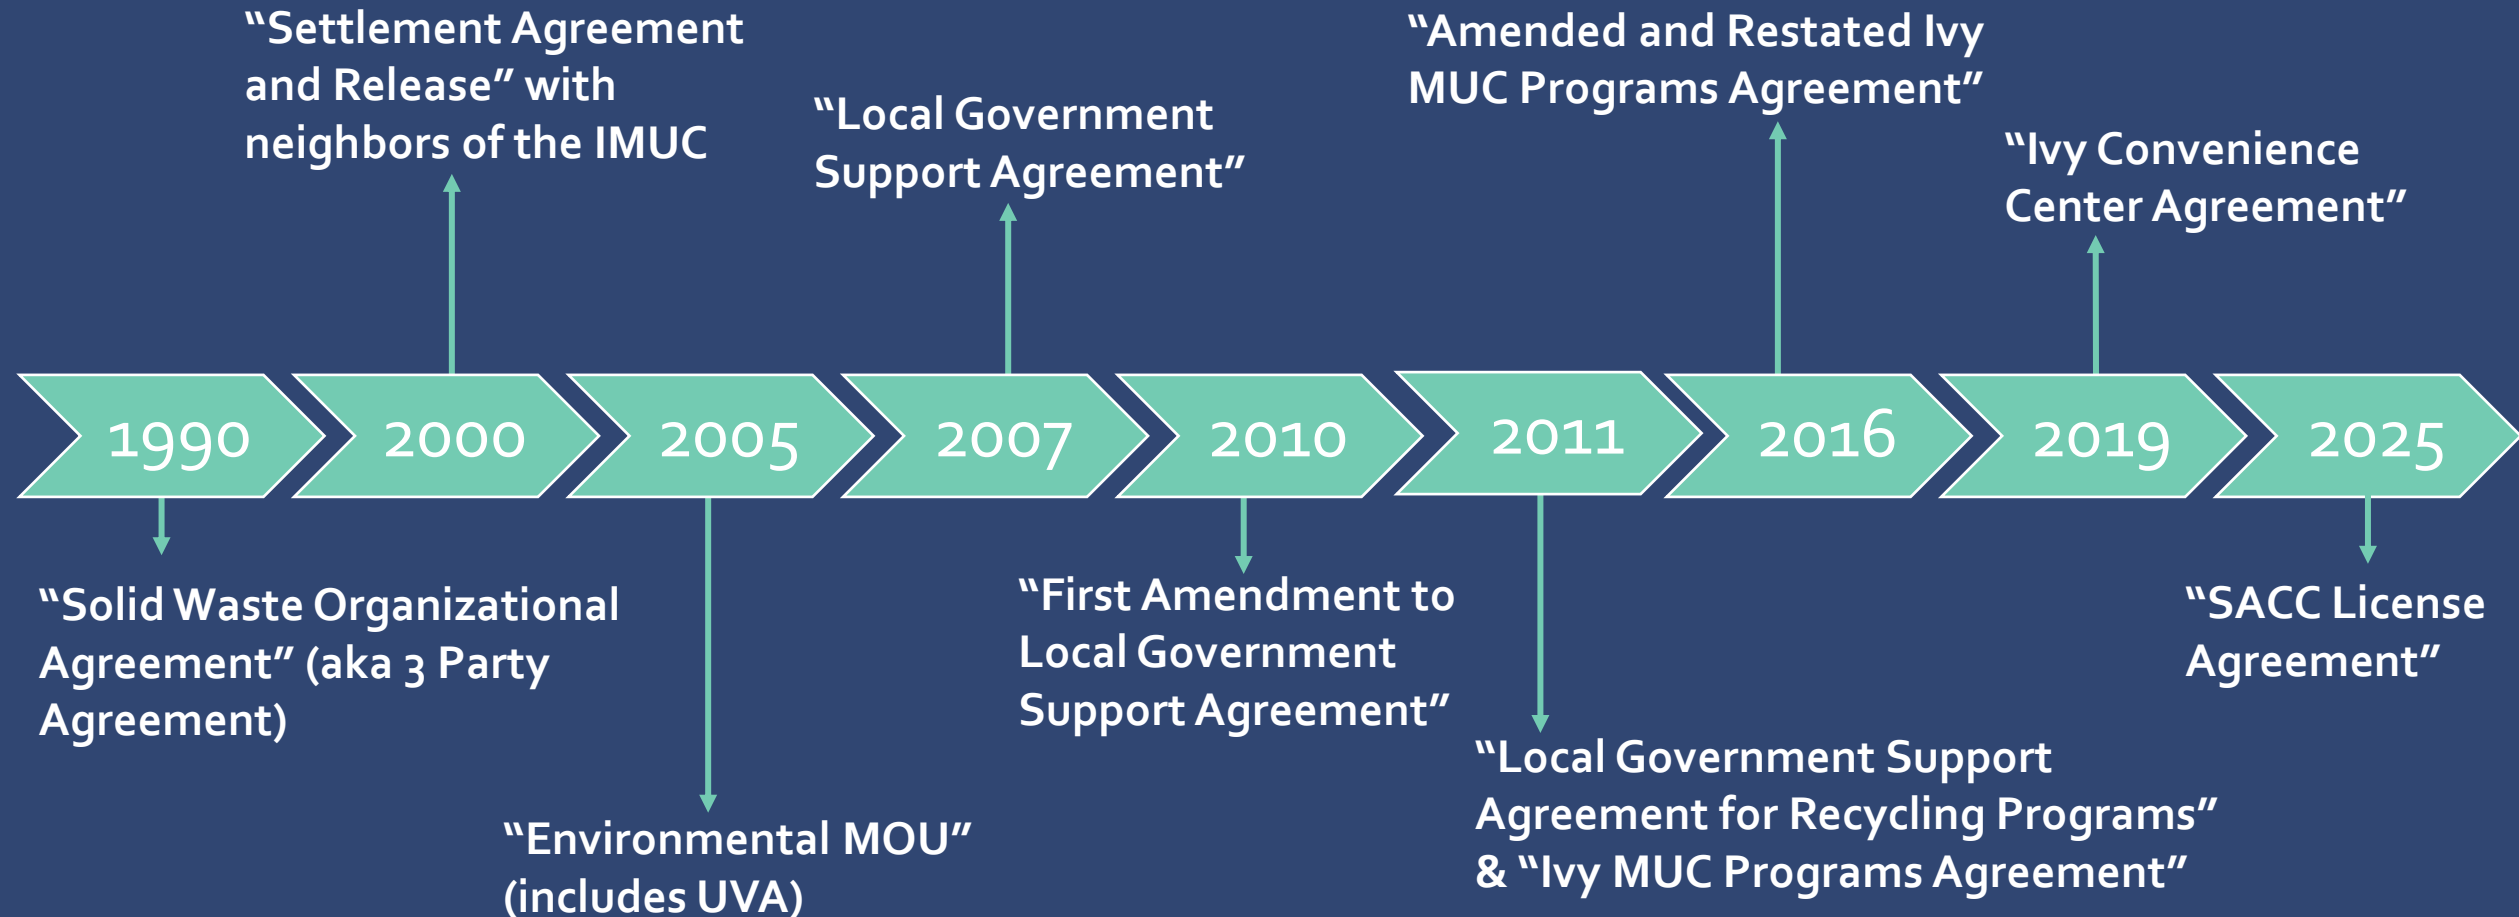 “Settlement Agreement
and Release” with
neighbors of the IMUC
“Local Government
Support Agreement”
“Amended and Restated Ivy
MUC Programs Agreement”
“Ivy Convenience
Center Agreement”
1990
2000
2005
2007
2010
2011
2016
2019
2025
“Solid Waste Organizational
Agreement” (aka 3 Party
Agreement)
“Environmental MOU”
(includes UVA)
“First Amendment to
Local Government
Support Agreement”
“Local Government Support
Agreement for Recycling Programs”
& “Ivy MUC Programs Agreement”
“SACC License
Agreement”